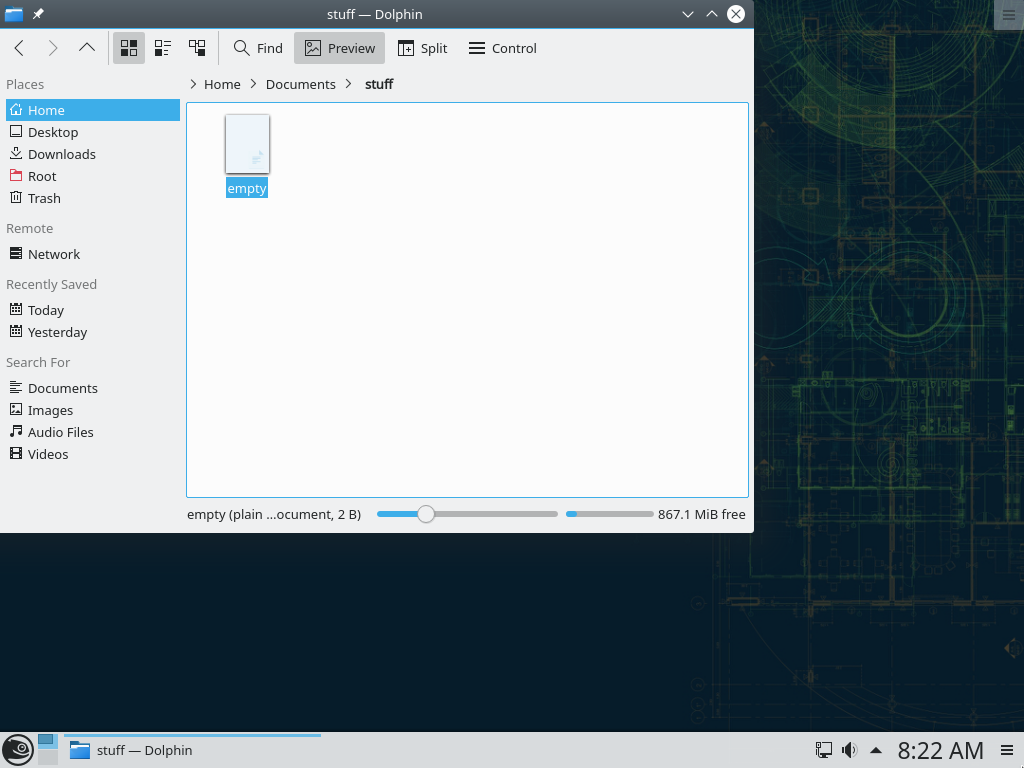 stuff — Dolphin
Find
Preview
Split
Control
Places
Home
Desktop
Downloads
Root
Trash
Remote
Network
Recently Saved
Today
Yesterday
Search For
Documents
Images
Audio Files
Videos
Home
Documents
stuff
empty
empty (plain ...ocument, 2 B)
867.1 MiB free
stuff — Dolphin
8:22 AM